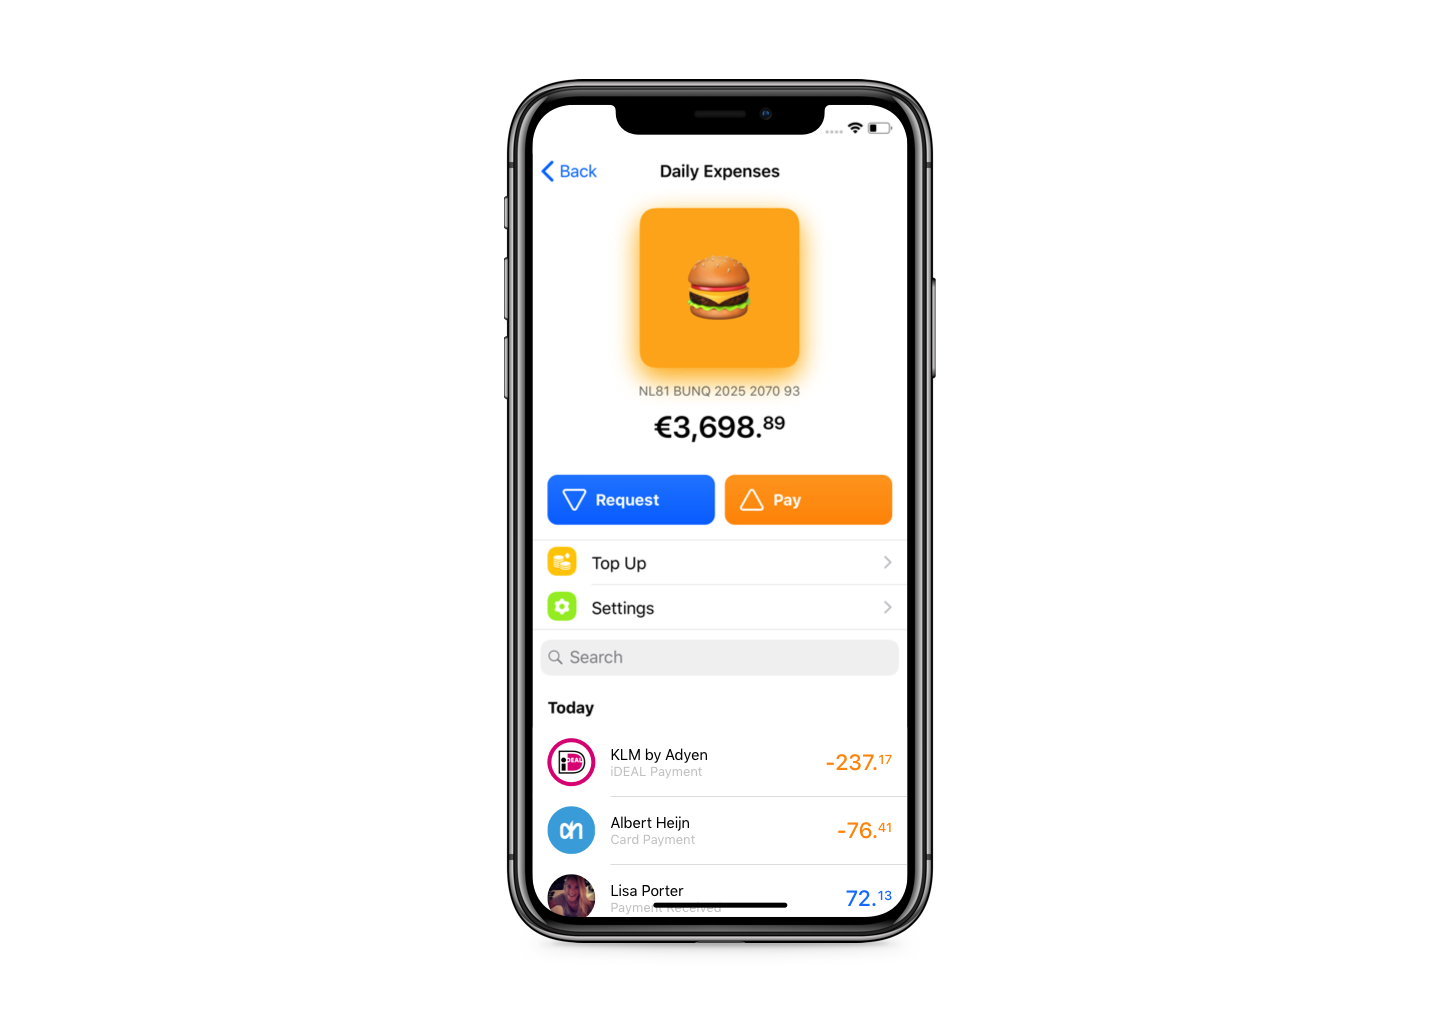 Back
Daily Expenses
NL81 BUNQ 2025 2070 93
€3,698.89
Request
Pay
Top Up
Settings
Search
Today
iDEAL
KLM by Adyen
-237.17
iDEAL Payment
Albert Heijn
-76.41
Card Payment
Lisa Porter
72.13
Payment Received